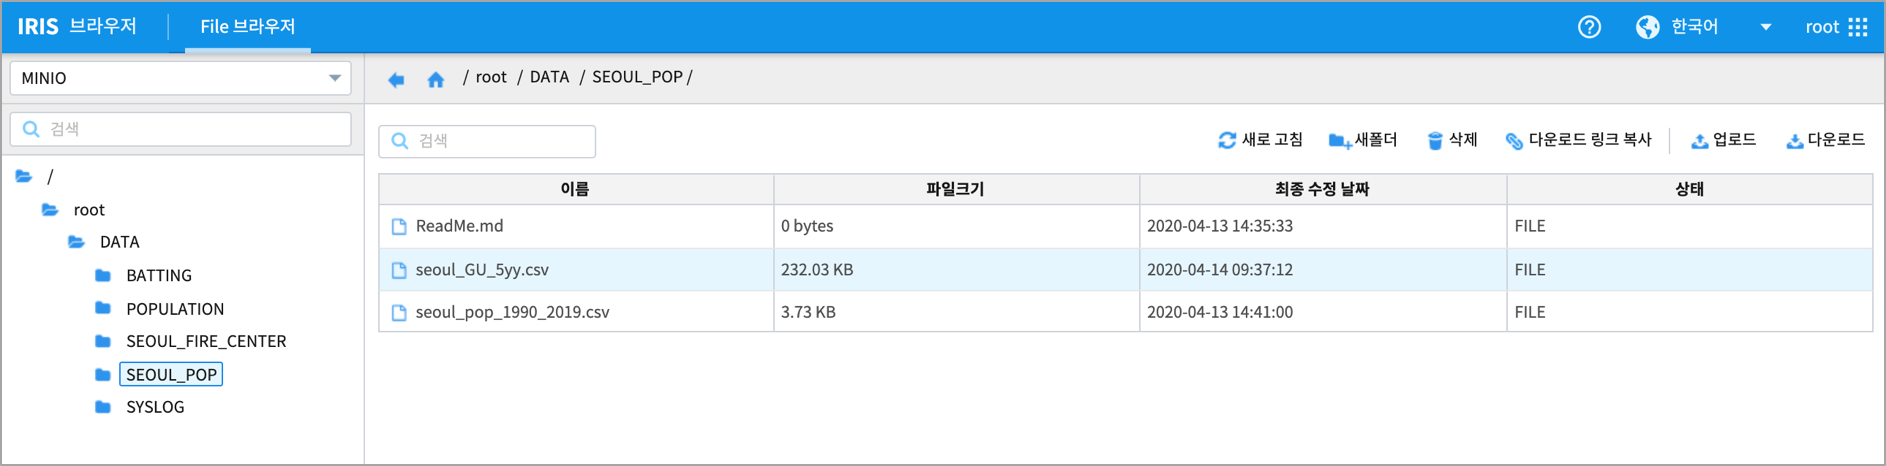 IRIS 브라우저 File 브라우저 한국어 root
MINIO
/ root / DATA / SEOUL_POP /
검색
/
root
DATA
BATTING
POPULATION
SEOUL_FIRE_CENTER
SEOUL_POP
SYSLOG
검색 새로 고침 새폴더 삭제 다운로드 링크 복사 업로드 다운로드
이름 파일크기 최종 수정 날짜 상태
ReadMe.md 0 bytes 2020-04-13 14:35:33 FILE
seoul_GU_5yy.csv 232.03 KB 2020-04-14 09:37:12 FILE
seoul_pop_1990_2019.csv 3.73 KB 2020-04-13 14:41:00 FILE